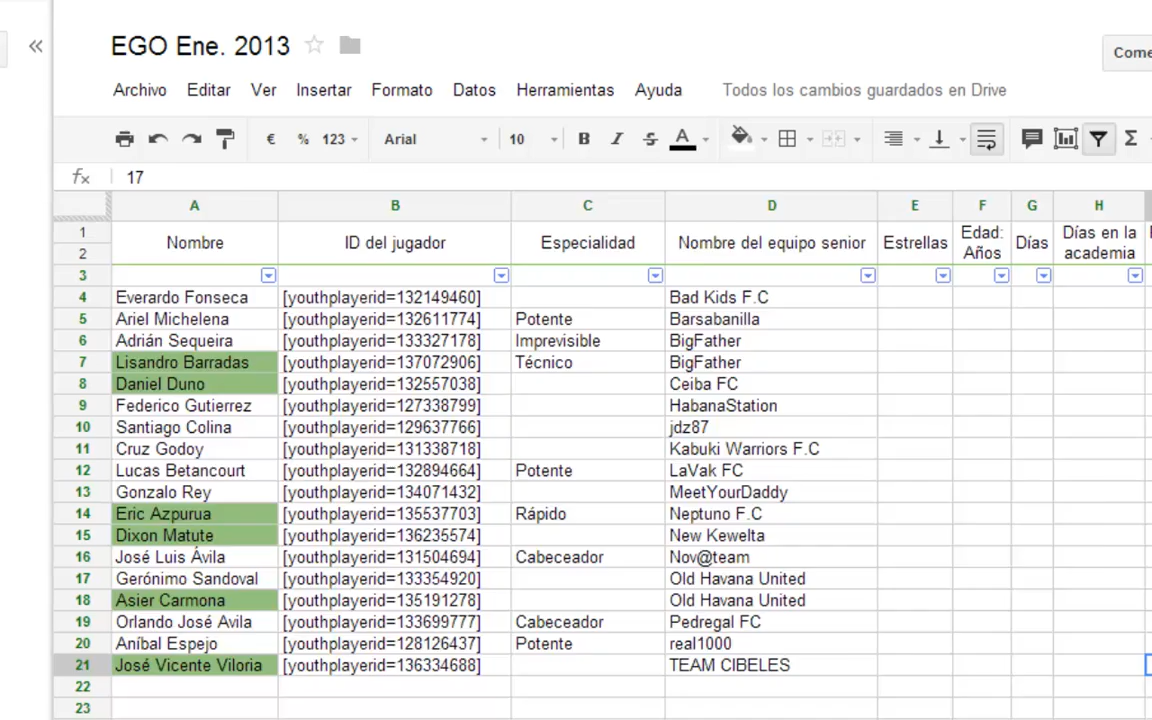 EGO Ene. 2013
Archivo Editar Ver Insertar Formato Datos Herramientas Ayuda Todos los cambios guardados en Drive
€ % 123 Arial 10 B I S A Σ
fx 17
A B C D E F G H
1 Nombre ID del jugador Especialidad Nombre del equipo senior Estrellas Edad: Días Días en la
2 Años academia
3
4 Everardo Fonseca [youthplayerid=132149460] Bad Kids F.C
5 Ariel Michelena [youthplayerid=132611774] Potente Barsabanilla
6 Adrián Sequeira [youthplayerid=133327178] Imprevisible BigFather
7 Lisandro Barradas [youthplayerid=137072906] Técnico BigFather
8 Daniel Duno [youthplayerid=132557038] Ceiba FC
9 Federico Gutierrez [youthplayerid=127338799] HabanaStation
10 Santiago Colina [youthplayerid=129637766] jdz87
11 Cruz Godoy [youthplayerid=131338718] Kabuki Warriors F.C
12 Lucas Betancourt [youthplayerid=132894664] Potente LaVak FC
13 Gonzalo Rey [youthplayerid=134071432] MeetYourDaddy
14 Eric Azpurua [youthplayerid=135537703] Rápido Neptuno F.C
15 Dixon Matute [youthplayerid=136235574] New Kewelta
16 José Luis Ávila [youthplayerid=131504694] Cabeceador Nov@team
17 Gerónimo Sandoval [youthplayerid=133354920] Old Havana United
18 Asier Carmona [youthplayerid=135191278] Old Havana United
19 Orlando José Avila [youthplayerid=133699777] Cabeceador Pedregal FC
20 Aníbal Espejo [youthplayerid=128126437] Potente real1000
21 José Vicente Viloria [youthplayerid=136334688] TEAM CIBELES
22
23